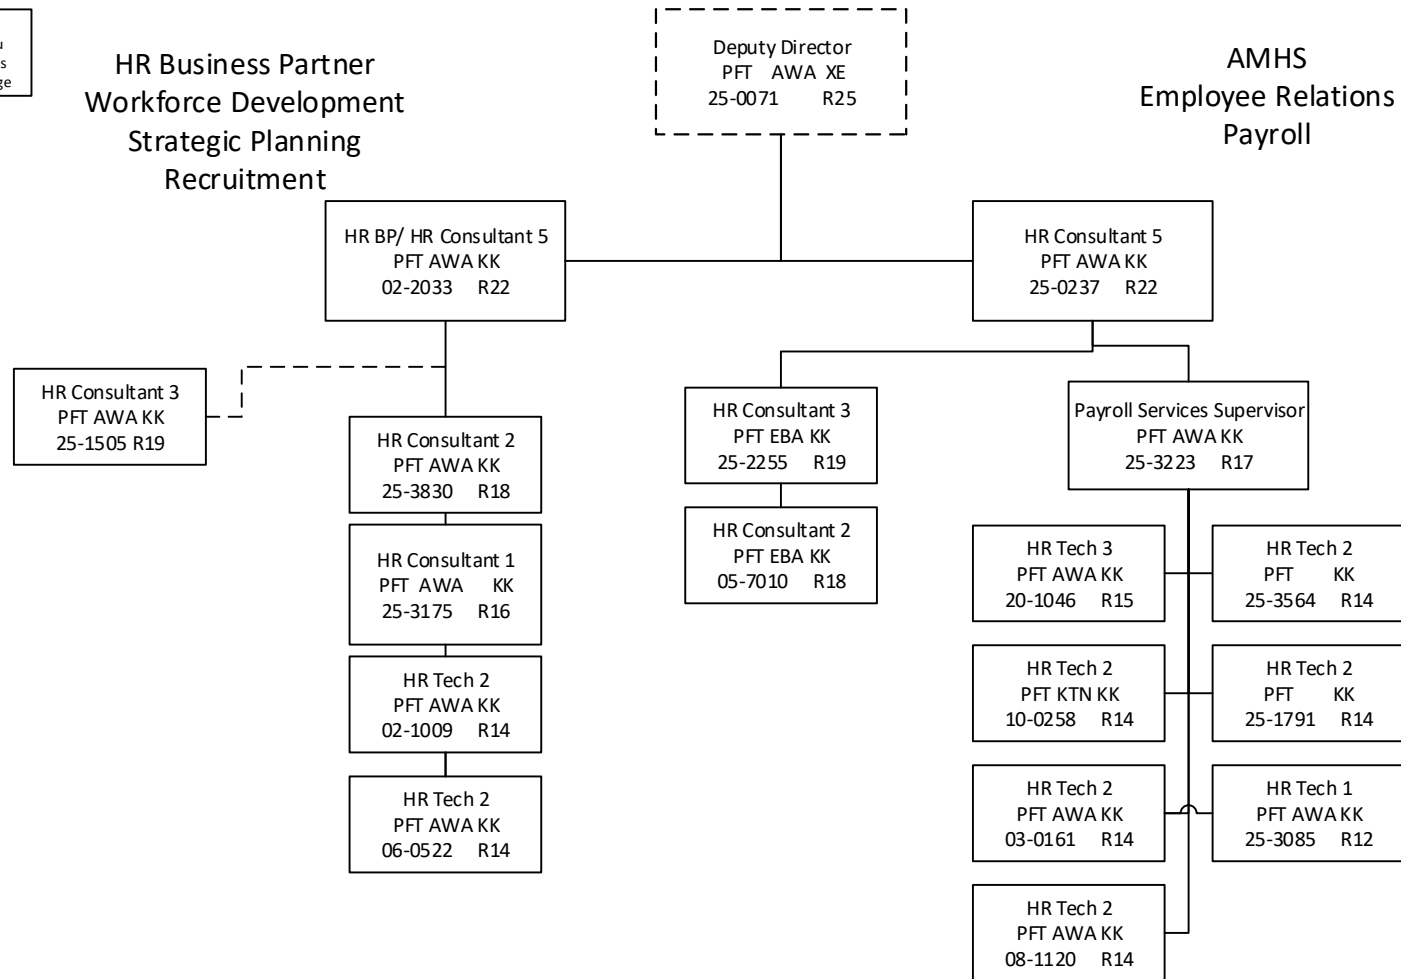 HR Business Partner
Workforce Development
Strategic Planning
Recruitment
Deputy Director
PFT AWA XE
25-0071 R25
AMHS
Employee Relations
Payroll
HR BP/ HR Consultant 5
PFT AWA KK
02-2033 R22
HR Consultant 5
PFT AWA KK
25-0237 R22
HR Consultant 3
PFT AWA KK
25-1505 R19
HR Consultant 2
PFT AWA KK
25-3830 R18
HR Consultant 1
PFT AWA KK
25-3175 R16
HR Tech 2
PFT AWA KK
02-1009 R14
HR Tech 2
PFT AWA KK
06-0522 R14
HR Consultant 3
PFT EBA KK
25-2255 R19
HR Consultant 2
PFT EBA KK
05-7010 R18
Payroll Services Supervisor
PFT AWA KK
25-3223 R17
HR Tech 3
PFT AWA KK
20-1046 R15
HR Tech 2
PFT KK
25-3564 R14
HR Tech 2
PFT KTN KK
10-0258 R14
HR Tech 2
PFT KK
25-1791 R14
HR Tech 2
PFT AWA KK
03-0161 R14
HR Tech 1
PFT AWA KK
25-3085 R12
HR Tech 2
PFT AWA KK
08-1120 R14